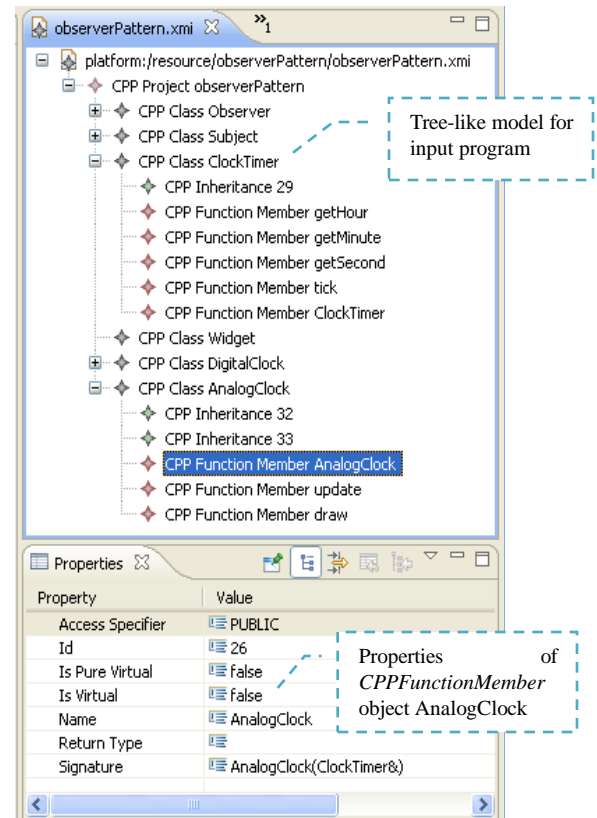 observerPattern.xmi
»1
platform:/resource/observerPattern/observerPattern.xmi
CPP Project observerPattern
CPP Class Observer
CPP Class Subject
CPP Class ClockTimer
CPP Inheritance 29
CPP Function Member getHour
CPP Function Member getMinute
CPP Function Member getSecond
CPP Function Member tick
CPP Function Member ClockTimer
CPP Class Widget
CPP Class DigitalClock
CPP Class AnalogClock
CPP Inheritance 32
CPP Inheritance 33
CPP Function Member AnalogClock
CPP Function Member update
CPP Function Member draw
Tree-like model for
input program
Properties
Property Value
Access Specifier PUBLIC
Id 26
Is Pure Virtual false
Is Virtual false
Name AnalogClock
Return Type
Signature AnalogClock(ClockTimer&)
Properties of
CPPFunctionMember
object AnalogClock